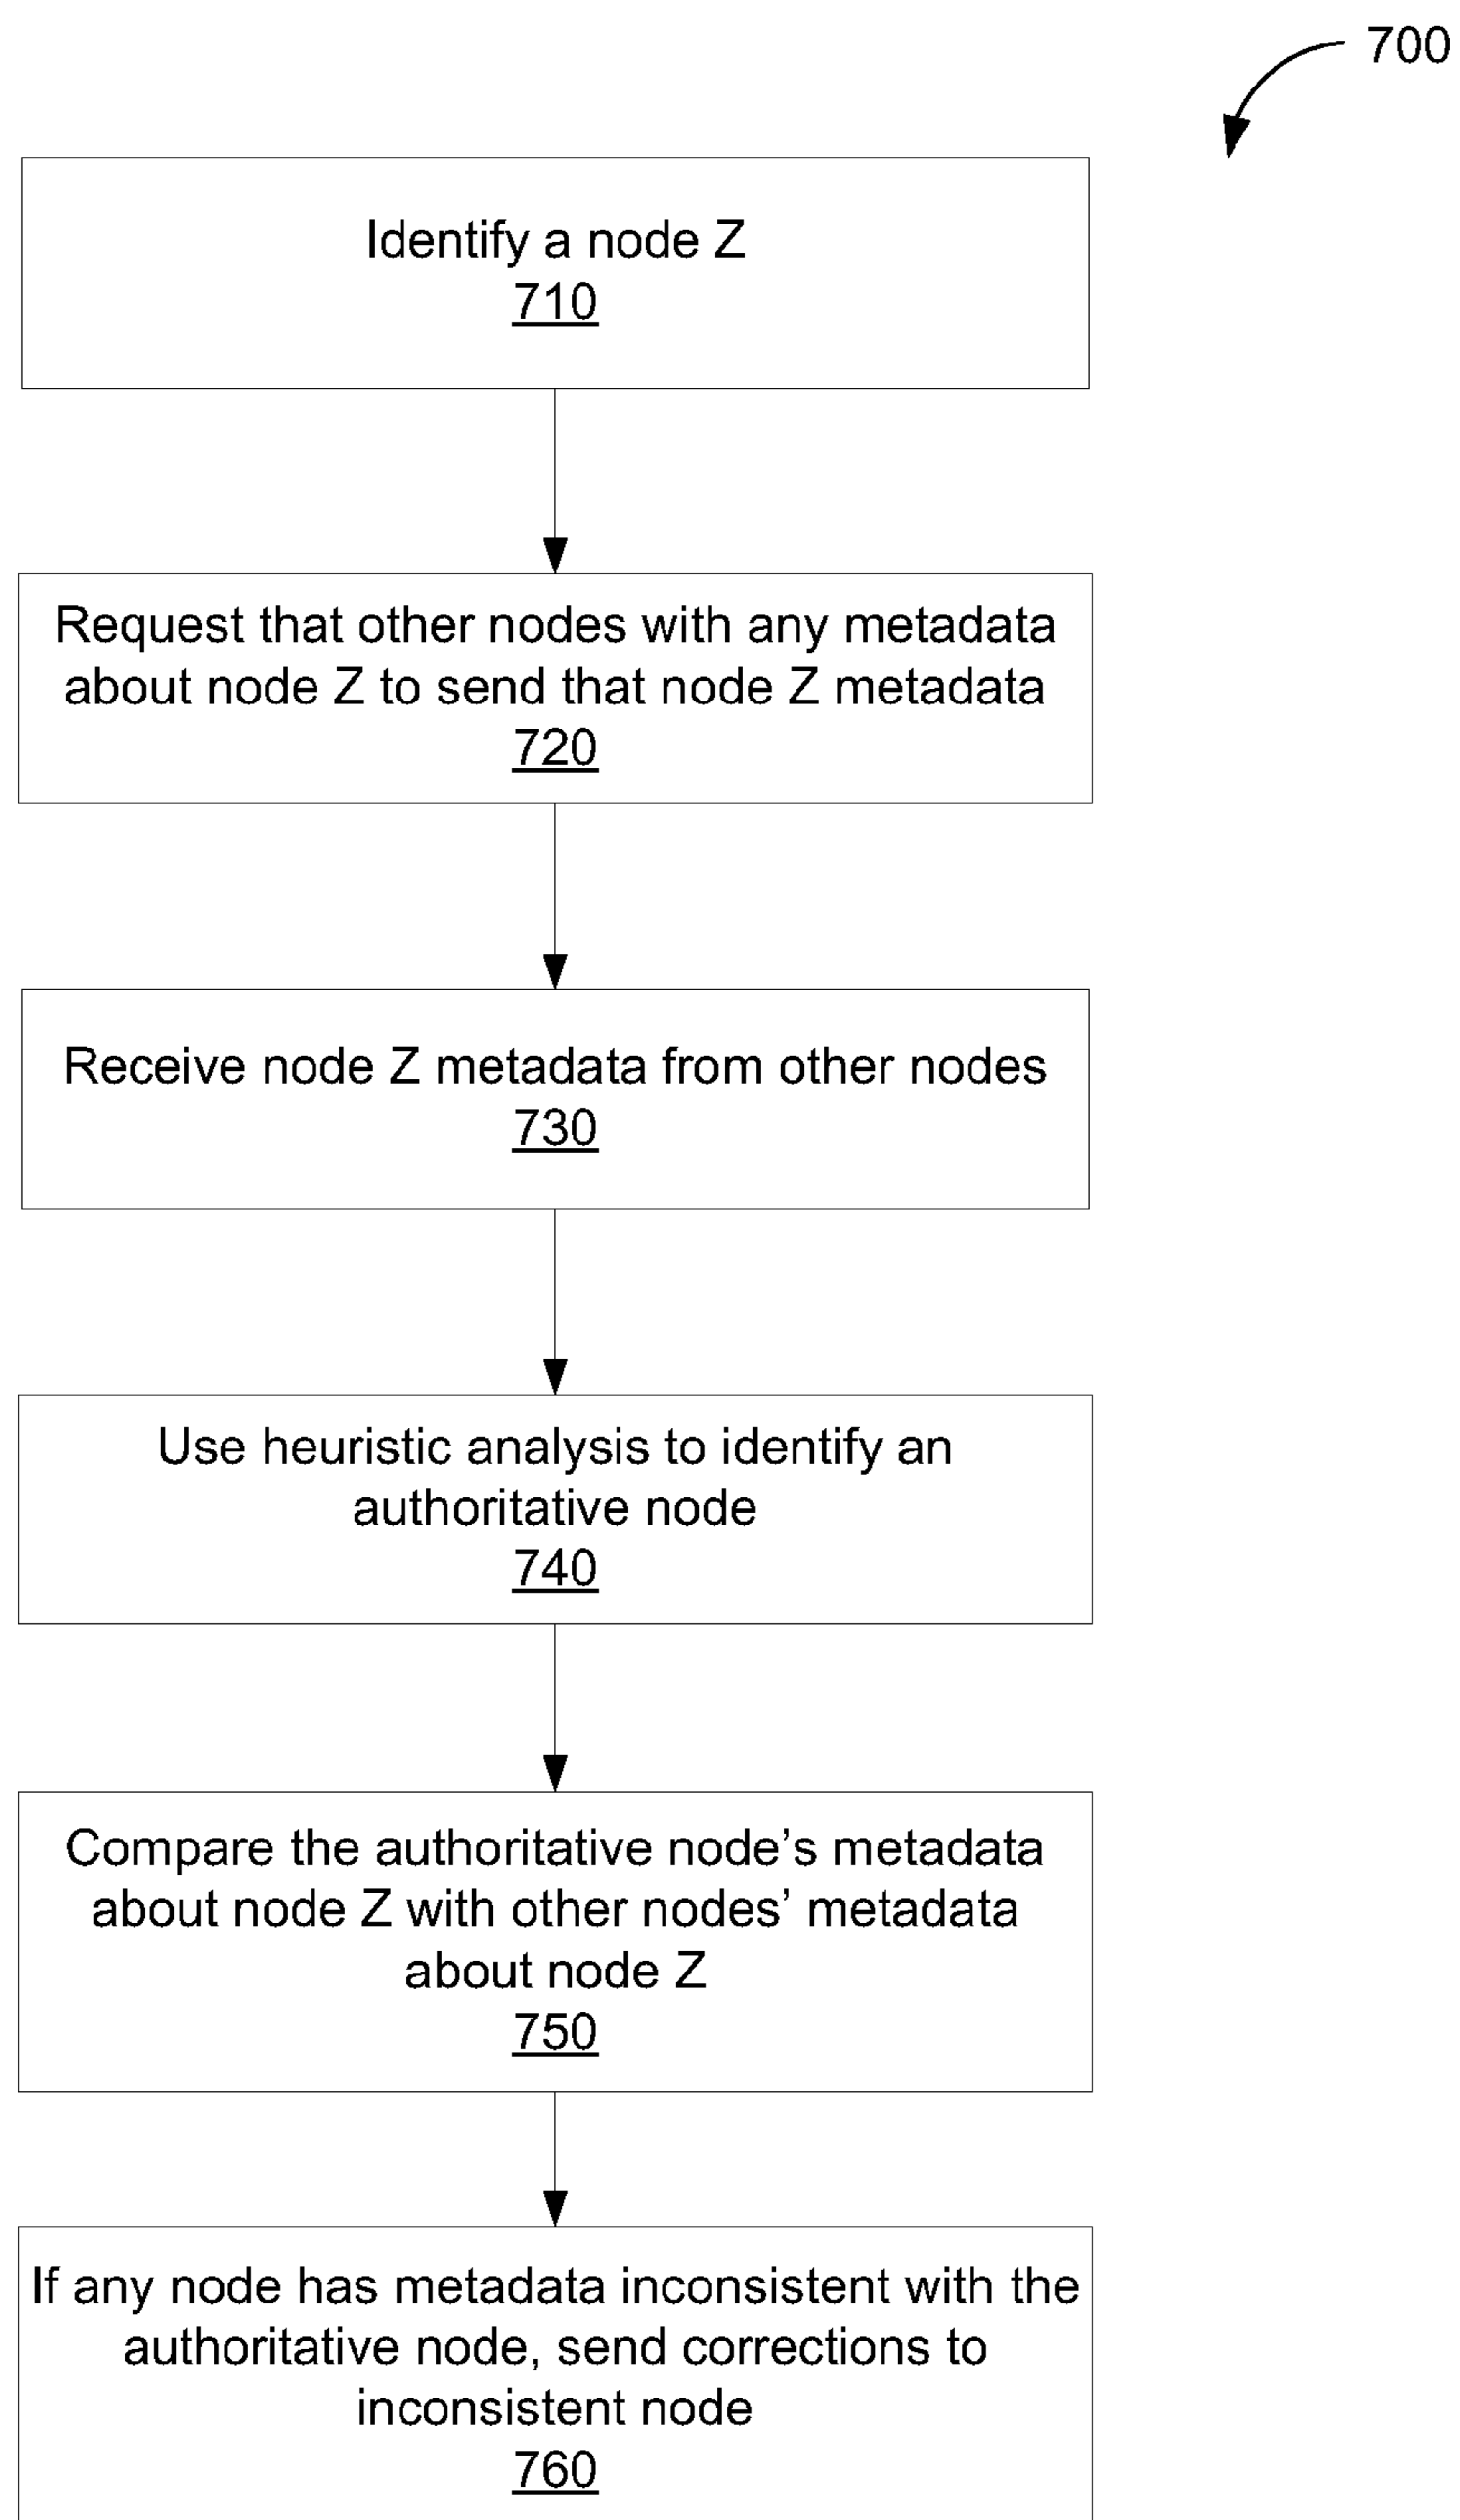 700
Identify a node Z
710
Request that other nodes with any metadata
about node Z to send that node Z metadata
720
Receive node Z metadata from other nodes
730
Use heuristic analysis to identify an
authoritative node
740
Compare the authoritative node’s metadata
about node Z with other nodes’ metadata
about node Z
750
If any node has metadata inconsistent with the
authoritative node, send corrections to
inconsistent node
760